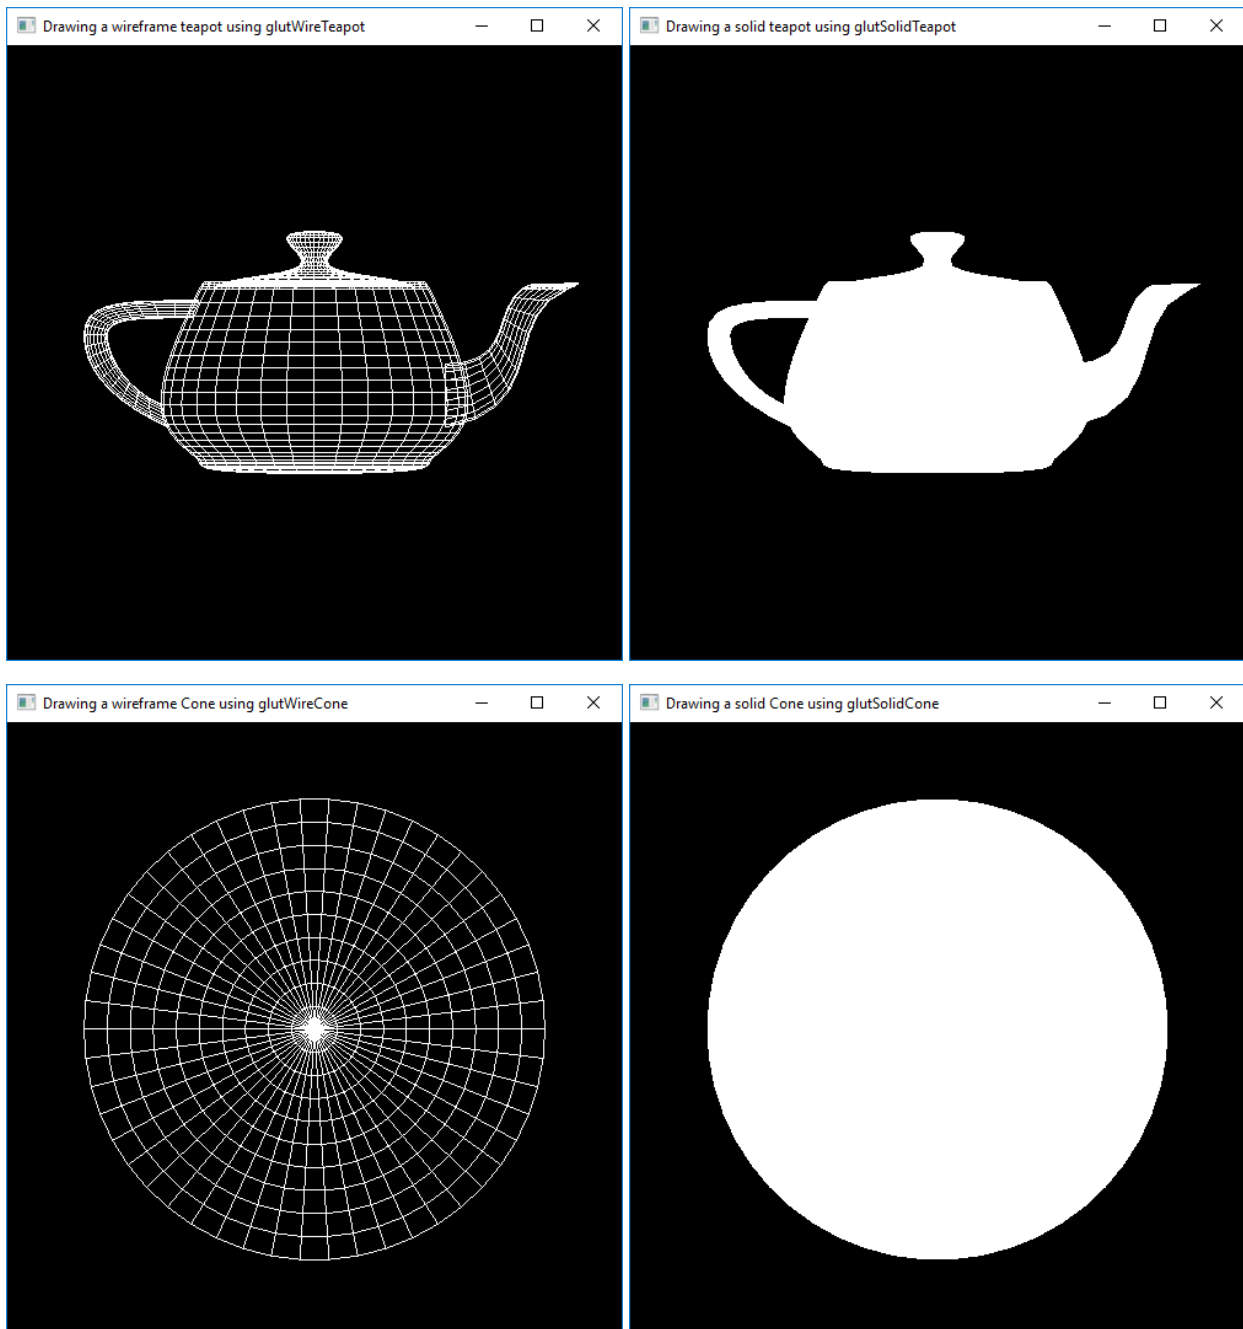 Drawing a wireframe teapot using glutWireTeapot
Drawing a solid teapot using glutSolidTeapot
Drawing a wireframe Cone using glutWireCone
Drawing a solid Cone using glutSolidCone